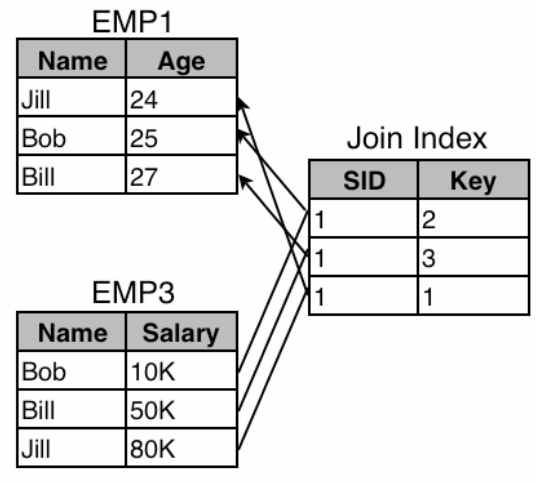 EMP1
Name Age
Jill 24
Bob 25
Bill 27
Join Index
SID Key
1 2
1 3
1 1
EMP3
Name Salary
Bob 10K
Bill 50K
Jill 80K